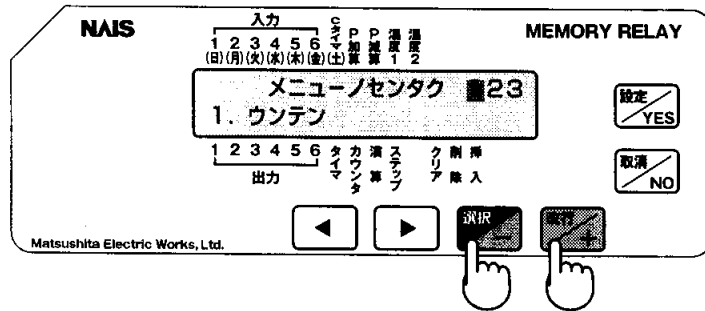 NAiS
MEMORY RELAY
入力
1 2 3 4 5 6 Cタイマ P加算 P減算 温度1 温度2
(日)(月)(火)(水)(木)(金)(土)
メニューノセンタク 23
1. ウンテン
1 2 3 4 5 6 タイマ カウンタ 演算 ステップ クリア 削除 挿入
出力
設定 YES
取消 NO
選択 −
+
Matsushita Electric Works, Ltd.